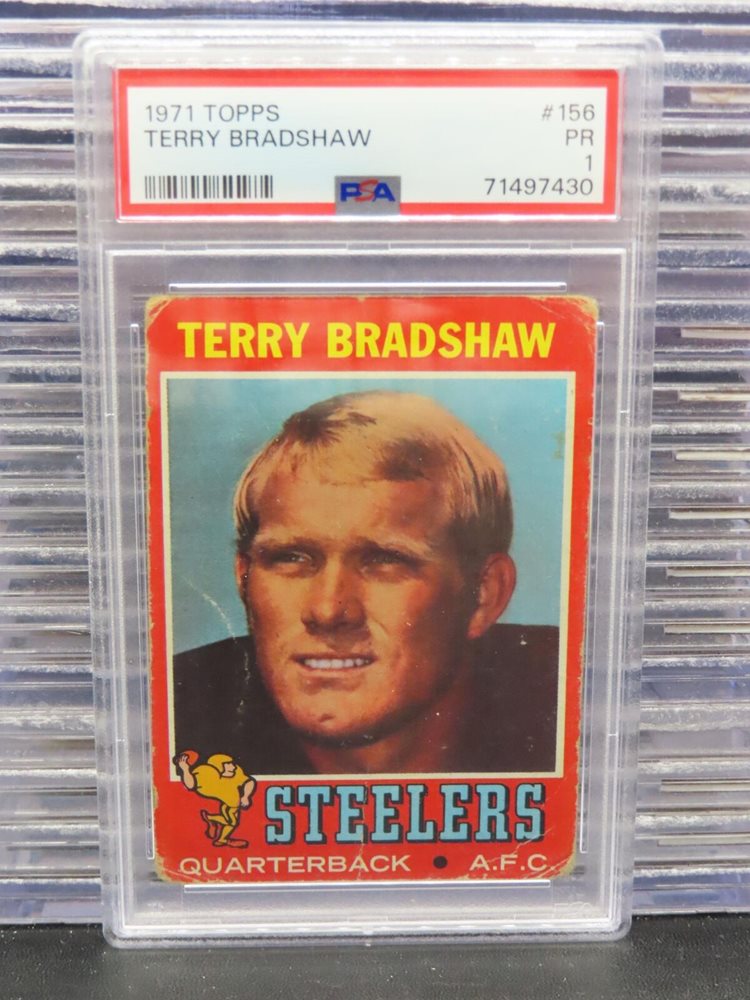 1971 TOPPS #156
TERRY BRADSHAW PR
1
PSA 71497430
TERRY BRADSHAW
STEELERS
QUARTERBACK • A.F.C.